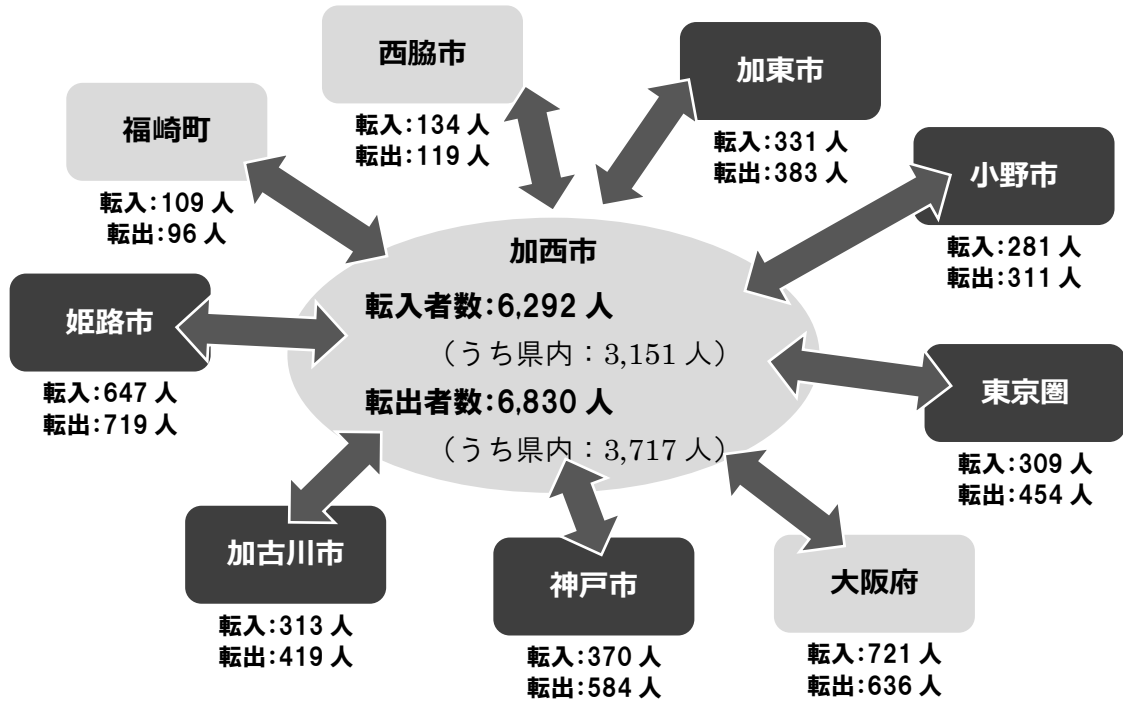 西脇市
転入:134 人
転出:119 人
加東市
転入:331 人
転出:383 人
福崎町
転入:109 人
転出:96 人
小野市
転入:281 人
転出:311 人
加西市
転入者数:6,292 人
（うち県内：3,151 人）
転出者数:6,830 人
（うち県内：3,717 人）
姫路市
転入:647 人
転出:719 人
東京圏
転入:309 人
転出:454 人
加古川市
転入:313 人
転出:419 人
神戸市
転入:370 人
転出:584 人
大阪府
転入:721 人
転出:636 人